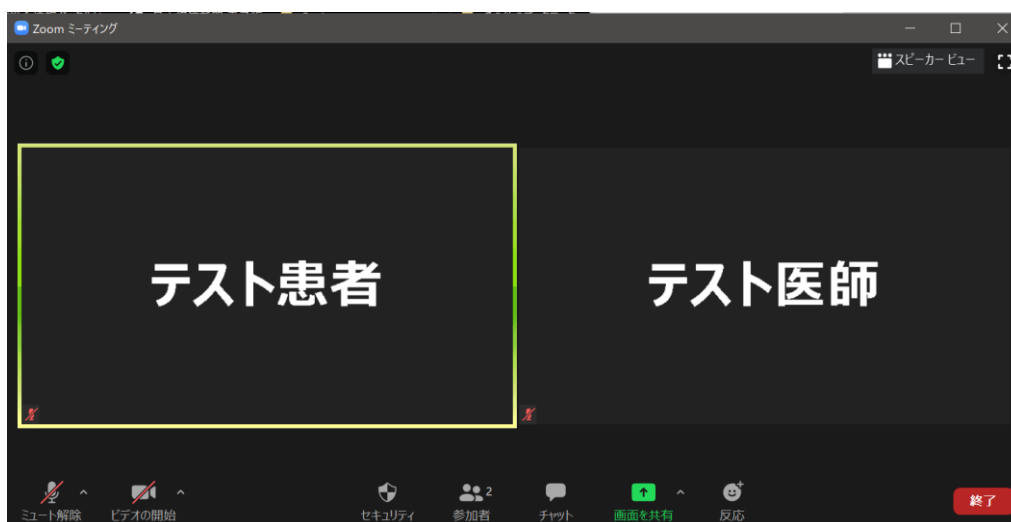 Zoom ミーティング
スピーカー ビュー
テスト患者
テスト医師
ミュート解除
ビデオの開始
セキュリティ
2
参加者
チャット
画面を共有
反応
終了